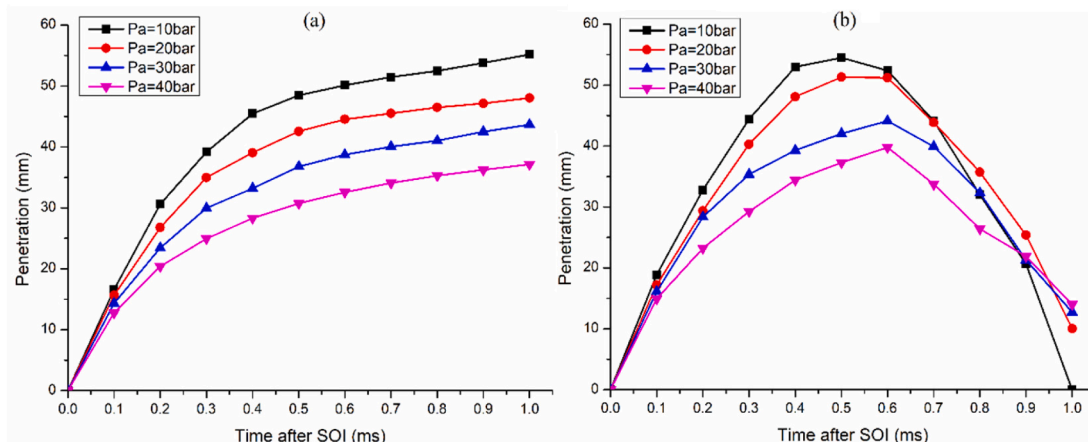 (a)
Pa=10bar
Pa=20bar
Pa=30bar
Pa=40bar
60
50
40
30
20
10
0
Penetration (mm)
0.0 0.1 0.2 0.3 0.4 0.5 0.6 0.7 0.8 0.9 1.0
Time after SOI (ms)
(b)
Pa=10bar
Pa=20bar
Pa=30bar
Pa=40bar
60
50
40
30
20
10
0
Penetration (mm)
0.0 0.1 0.2 0.3 0.4 0.5 0.6 0.7 0.8 0.9 1.0
Time after SOI (ms)